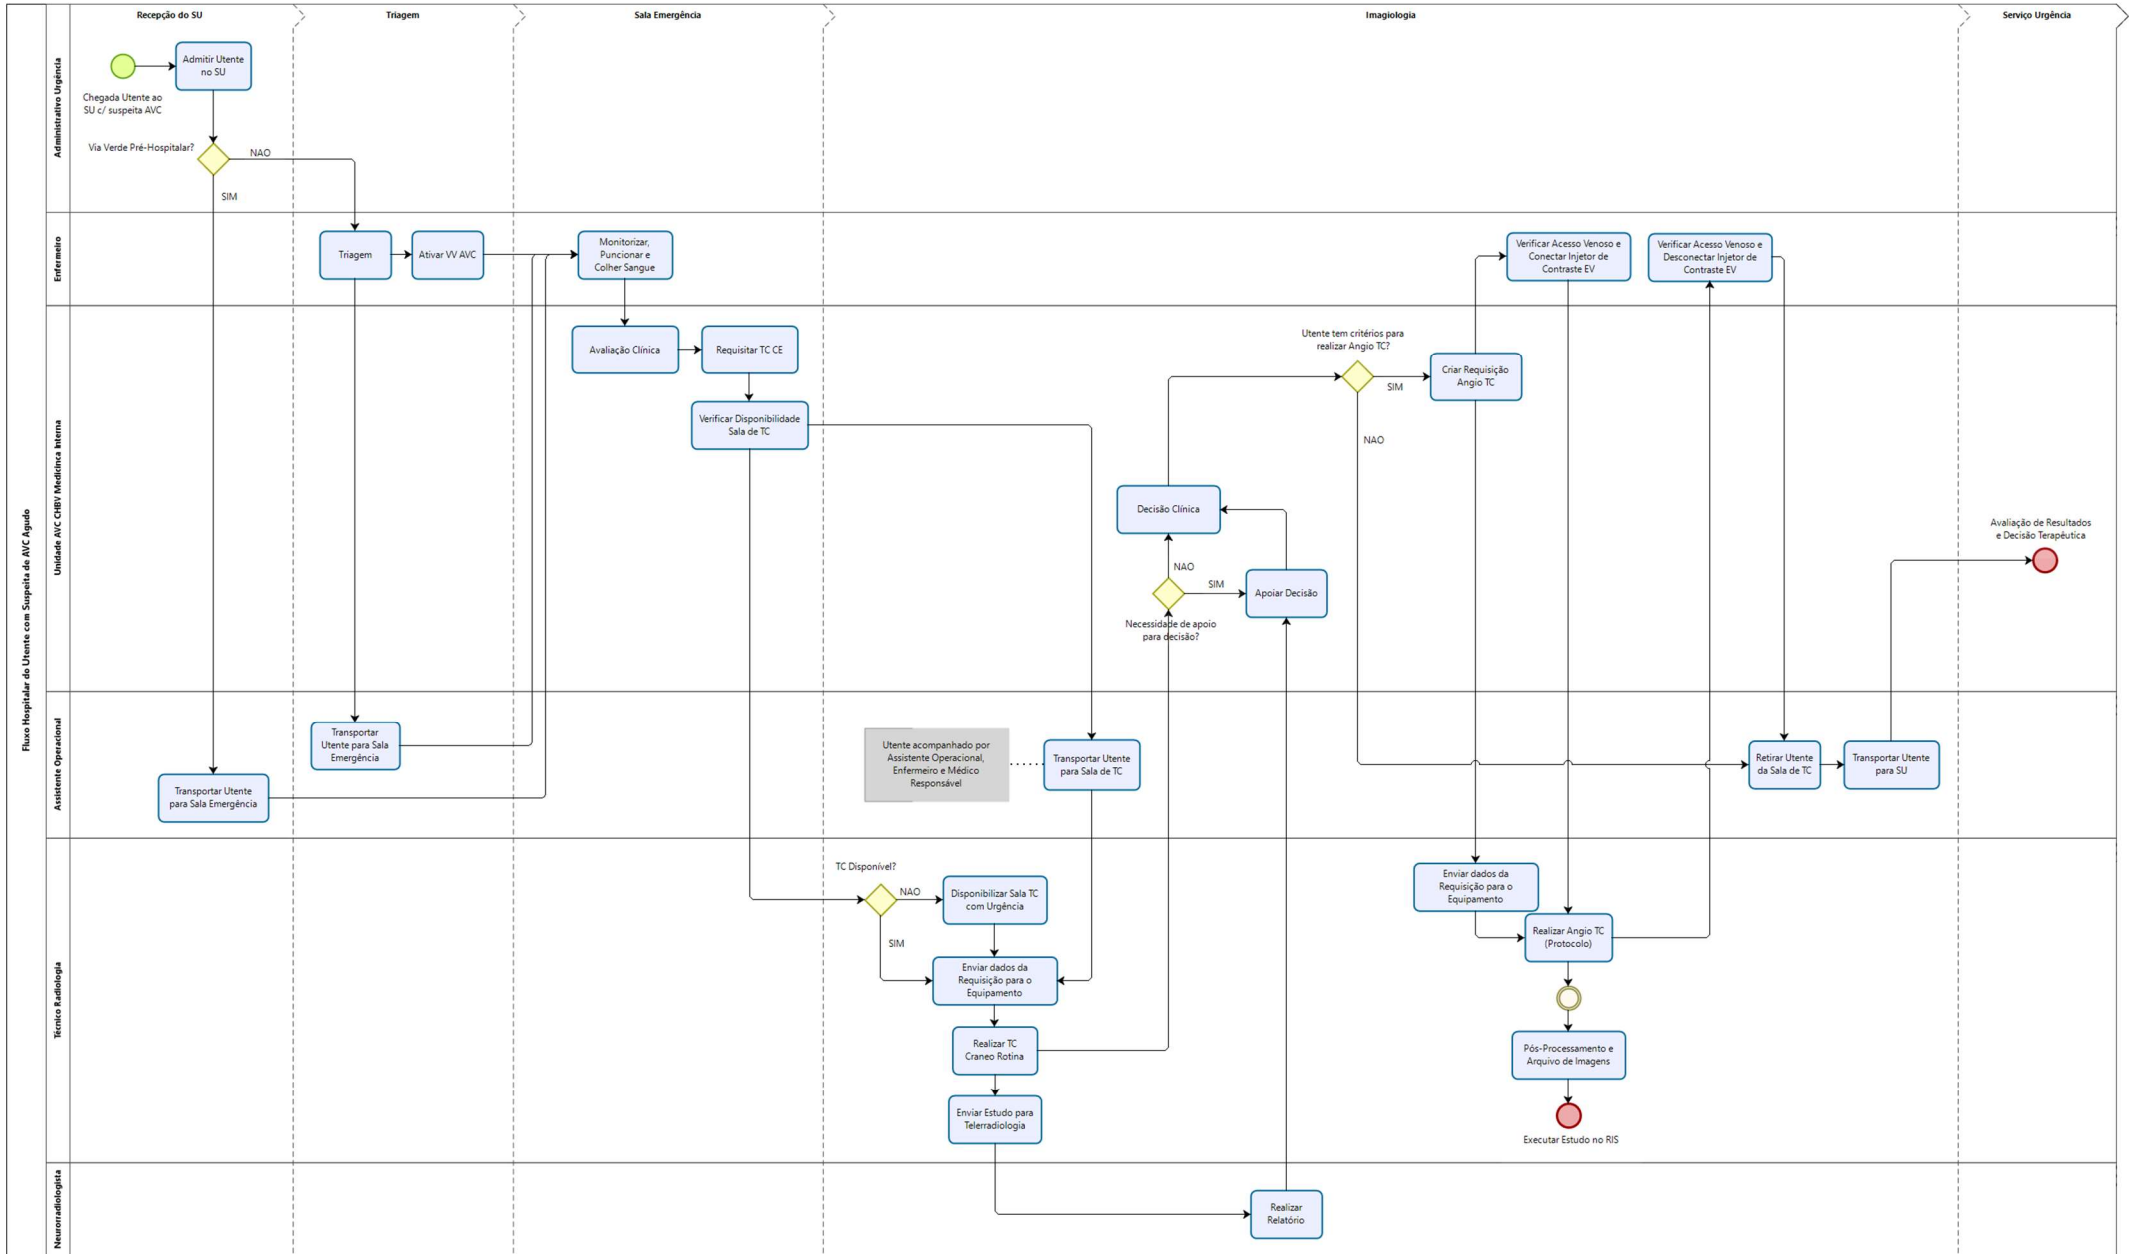 Recepção do SU
Triagem
Sala Emergência
Imagiologia
Serviço Urgência
Fluxo Hospitalar do Utente com Suspeita de AVC Agudo
Administrativo Urgência
Chegada Utente ao
SU c/ suspeita AVC
Admitir Utente
no SU
Via Verde Pré-Hospitalar?
NAO
SIM
Enfermeiro
Triagem
Ativar VV AVC
Monitorizar,
Puncionar e
Colher Sangue
Verificar Acesso Venoso e
Conectar Injetor de
Contraste EV
Verificar Acesso Venoso e
Desconectar Injetor de
Contraste EV
Unidade AVC CHBV Medicinca Interna
Avaliação Clínica
Requisitar TC CE
Verificar Disponibilidade
Sala de TC
Utente tem critérios para
realizar Angio TC?
SIM
NAO
Criar Requisição
Angio TC
Decisão Clínica
NAO
SIM
Necessidade de apoio
para decisão?
Apoiar Decisão
Avaliação de Resultados
e Decisão Terapêutica
Assistente Operacional
Transportar
Utente para Sala
Emergência
Transportar Utente
para Sala Emergência
Utente acompanhado por
Assistente Operacional,
Enfermeiro e Médico
Responsável
Transportar Utente
para Sala de TC
Retirar Utente
da Sala de TC
Transportar Utente
para SU
Técnico Radiologia
TC Disponível?
NAO
SIM
Disponibilizar Sala TC
com Urgência
Enviar dados da
Requisição para o
Equipamento
Realizar TC
Craneo Rotina
Enviar Estudo para
Telerradiologia
Enviar dados da
Requisição para o
Equipamento
Realizar Angio TC
(Protocolo)
Pós-Processamento e
Arquivo de Imagens
Executar Estudo no RIS
Neurorradiologista
Realizar
Relatório